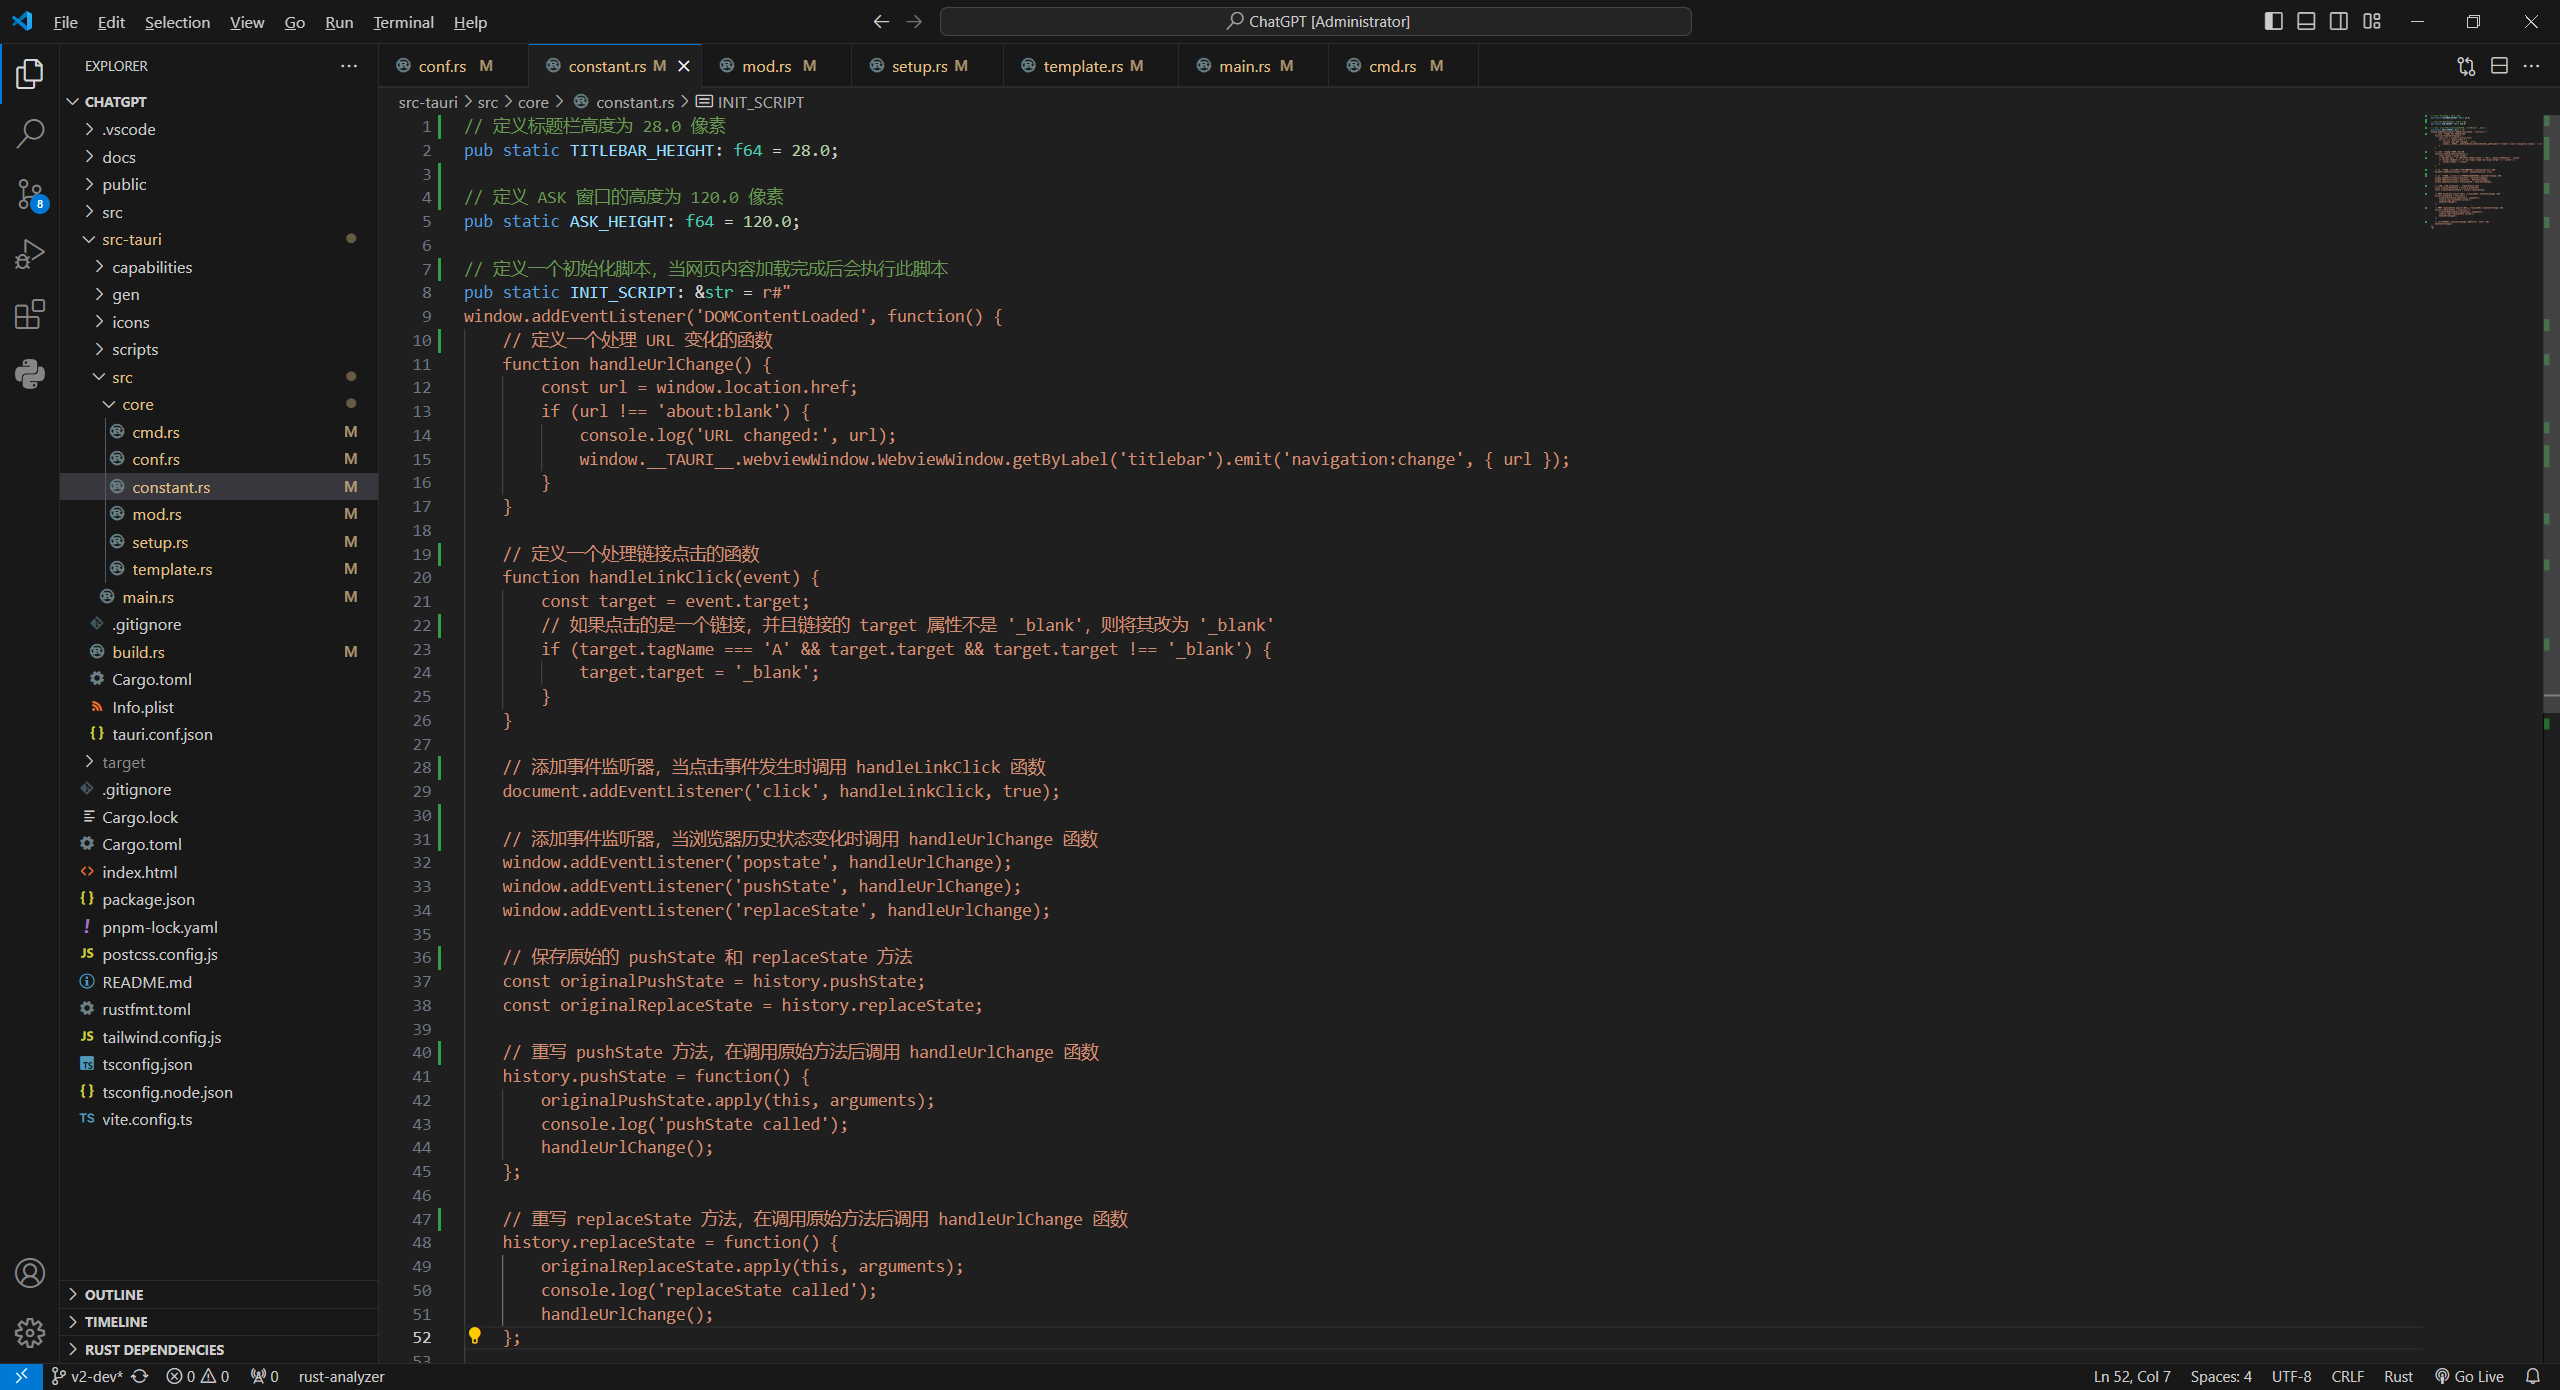 File Edit Selection View Go Run Terminal Help
ChatGPT [Administrator]
EXPLORER
CHATGPT
.vscode
docs
public
src
src-tauri
capabilities
gen
icons
scripts
src
core
cmd.rs M
conf.rs M
constant.rs M
mod.rs M
setup.rs M
template.rs M
main.rs M
.gitignore
build.rs M
Cargo.toml
Info.plist
tauri.conf.json
target
.gitignore
Cargo.lock
Cargo.toml
index.html
package.json
pnpm-lock.yaml
postcss.config.js
README.md
rustfmt.toml
tailwind.config.js
tsconfig.json
tsconfig.node.json
vite.config.ts
OUTLINE
TIMELINE
RUST DEPENDENCIES
8
conf.rs M constant.rs M mod.rs M setup.rs M template.rs M main.rs M cmd.rs M
src-tauri > src > core > constant.rs > INIT_SCRIPT
1 // 定义标题栏高度为 28.0 像素
2 pub static TITLEBAR_HEIGHT: f64 = 28.0;
3
4 // 定义 ASK 窗口的高度为 120.0 像素
5 pub static ASK_HEIGHT: f64 = 120.0;
6
7 // 定义一个初始化脚本，当网页内容加载完成后会执行此脚本
8 pub static INIT_SCRIPT: &str = r#"
9 window.addEventListener('DOMContentLoaded', function() {
10 // 定义一个处理 URL 变化的函数
11 function handleUrlChange() {
12 const url = window.location.href;
13 if (url !== 'about:blank') {
14 console.log('URL changed:', url);
15 window.__TAURI__.webviewWindow.WebviewWindow.getByLabel('titlebar').emit('navigation:change', { url });
16 }
17 }
18
19 // 定义一个处理链接点击的函数
20 function handleLinkClick(event) {
21 const target = event.target;
22 // 如果点击的是一个链接，并且链接的 target 属性不是 '_blank'，则将其改为 '_blank'
23 if (target.tagName === 'A' && target.target && target.target !== '_blank') {
24 target.target = '_blank';
25 }
26 }
27
28 // 添加事件监听器，当点击事件发生时调用 handleLinkClick 函数
29 document.addEventListener('click', handleLinkClick, true);
30
31 // 添加事件监听器，当浏览器历史状态变化时调用 handleUrlChange 函数
32 window.addEventListener('popstate', handleUrlChange);
33 window.addEventListener('pushState', handleUrlChange);
34 window.addEventListener('replaceState', handleUrlChange);
35
36 // 保存原始的 pushState 和 replaceState 方法
37 const originalPushState = history.pushState;
38 const originalReplaceState = history.replaceState;
39
40 // 重写 pushState 方法，在调用原始方法后调用 handleUrlChange 函数
41 history.pushState = function() {
42 originalPushState.apply(this, arguments);
43 console.log('pushState called');
44 handleUrlChange();
45 };
46
47 // 重写 replaceState 方法，在调用原始方法后调用 handleUrlChange 函数
48 history.replaceState = function() {
49 originalReplaceState.apply(this, arguments);
50 console.log('replaceState called');
51 handleUrlChange();
52 };
53
v2-dev* 0 0 0 rust-analyzer
Ln 52, Col 7 Spaces: 4 UTF-8 CRLF Rust Go Live